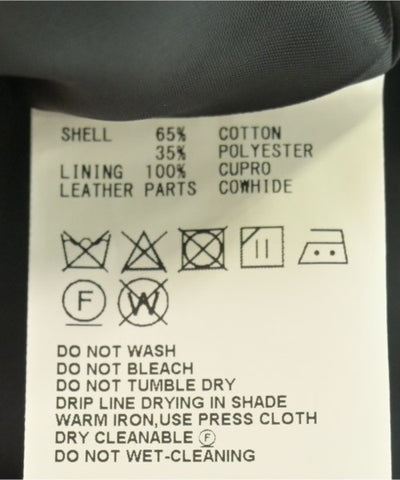 SHELL 65% COTTON
35% POLYESTER
LINING 100% CUPRO
LEATHER PARTS COWHIDE
F W
DO NOT WASH
DO NOT BLEACH
DO NOT TUMBLE DRY
DRIP LINE DRYING IN SHADE
WARM IRON,USE PRESS CLOTH
DRY CLEANABLE Ⓕ
DO NOT WET-CLEANING